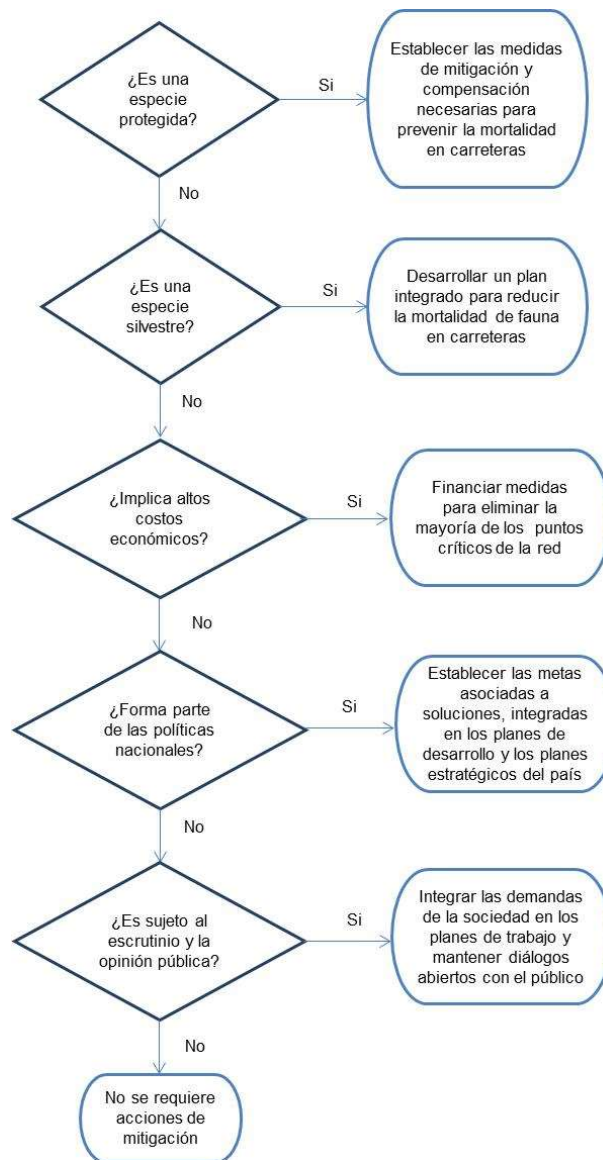 ¿Es una
especie
protegida?
Si
Establecer las medidas
de mitigación y
compensación
necesarias para
prevenir la mortalidad
en carreteras
No
¿Es una
especie
silvestre?
Si
Desarrollar un plan
integrado para reducir
la mortalidad de fauna
en carreteras
No
¿Implica altos
costos
económicos?
Si
Financiar medidas
para eliminar la
mayoría de los puntos
críticos de la red
No
¿Forma parte
de las políticas
nacionales?
Si
Establecer las metas
asociadas a
soluciones, integradas
en los planes de
desarrollo y los planes
estratégicos del país
No
¿Es sujeto al
escrutinio y la
opinión pública?
Si
Integrar las demandas
de la sociedad en los
planes de trabajo y
mantener diálogos
abiertos con el público
No
No se requiere
acciones de
mitigación